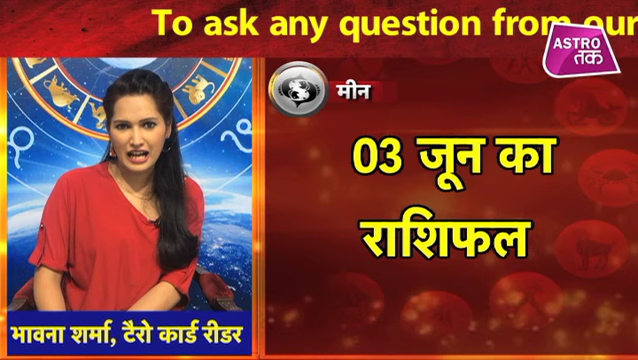 To ask any question from our
ASTRO
तक
मीन
03 जून का
राशिफल
भावना शर्मा, टैरो कार्ड रीडर